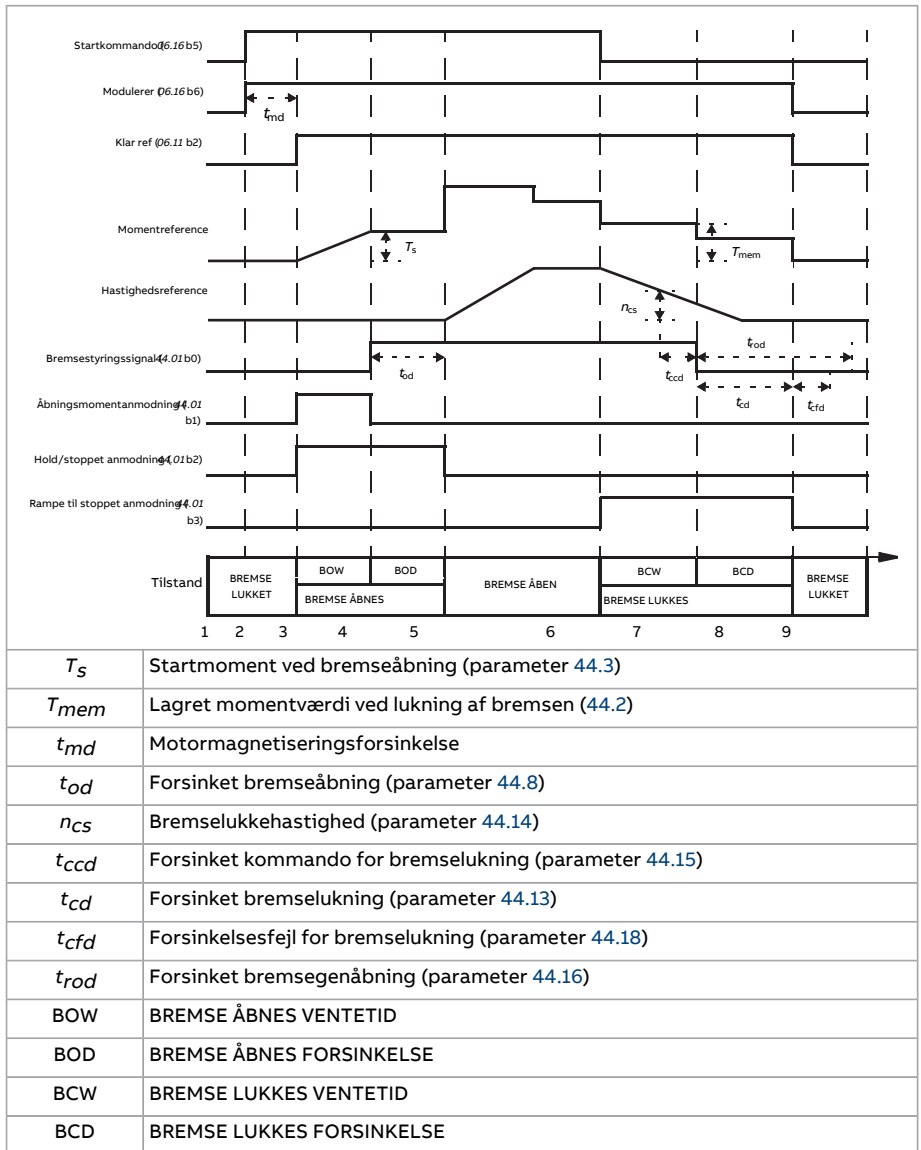 Startkommando (06.16 b5)
Modulerer (06.16 b6)
tmd
Klar ref (06.11 b2)
Momentreference
Ts
Tmem
Hastighedsreference
ncs
Bremsestyringssignal (44.01 b0)
tod
tccd
trod
tcd
tcfd
Åbningsmomentanmodning (44.01
b1)
Hold/stoppet anmodning (44.01 b2)
Rampe til stoppet anmodning (44.01
b3)
Tilstand
BREMSE
LUKKET
BOW
BOD
BREMSE ÅBNES
BREMSE ÅBEN
BCW
BCD
BREMSE LUKKES
BREMSE
LUKKET
1 2 3 4 5 6 7 8 9
Ts Startmoment ved bremseåbning (parameter 44.3)
Tmem Lagret momentværdi ved lukning af bremsen (44.2)
tmd Motormagnetiseringsforsinkelse
tod Forsinket bremseåbning (parameter 44.8)
ncs Bremselukkehastighed (parameter 44.14)
tccd Forsinket kommando for bremselukning (parameter 44.15)
tcd Forsinket bremselukning (parameter 44.13)
tcfd Forsinkelsesfejl for bremselukning (parameter 44.18)
trod Forsinket bremsegenåbning (parameter 44.16)
BOW BREMSE ÅBNES VENTETID
BOD BREMSE ÅBNES FORSINKELSE
BCW BREMSE LUKKES VENTETID
BCD BREMSE LUKKES FORSINKELSE